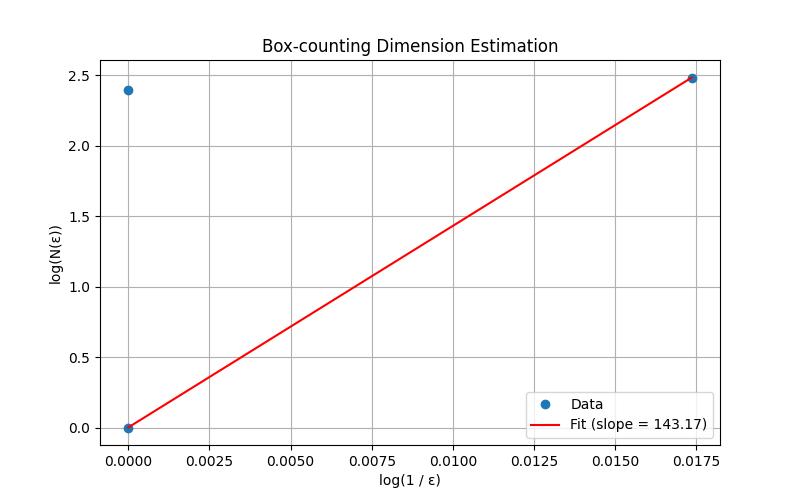 Box-counting Dimension Estimation
log(N(ε))
2.5
2.0
1.5
1.0
0.5
0.0
0.0000 0.0025 0.0050 0.0075 0.0100 0.0125 0.0150 0.0175
log(1 / ε)
Data
Fit (slope = 143.17)